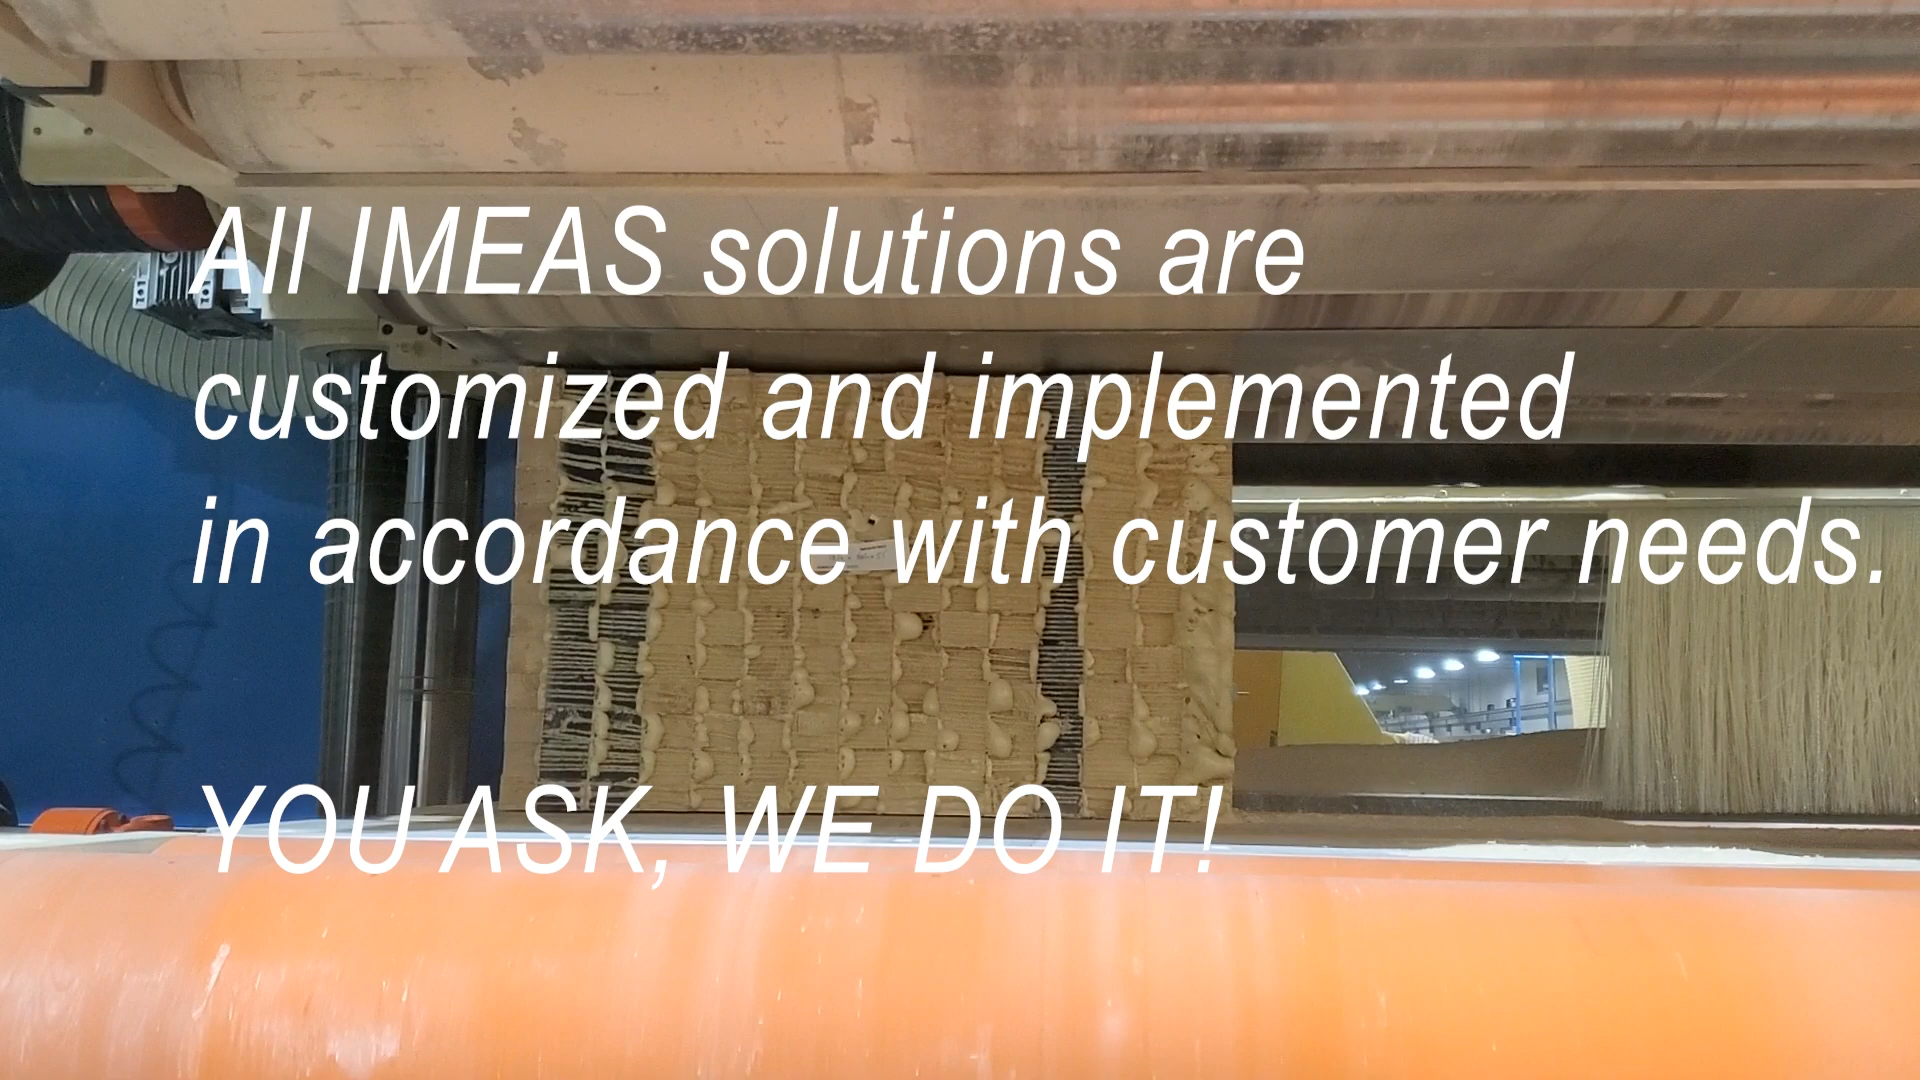 All IMEAS solutions are
customized and implemented
in accordance with customer needs.
YOU ASK, WE DO IT!